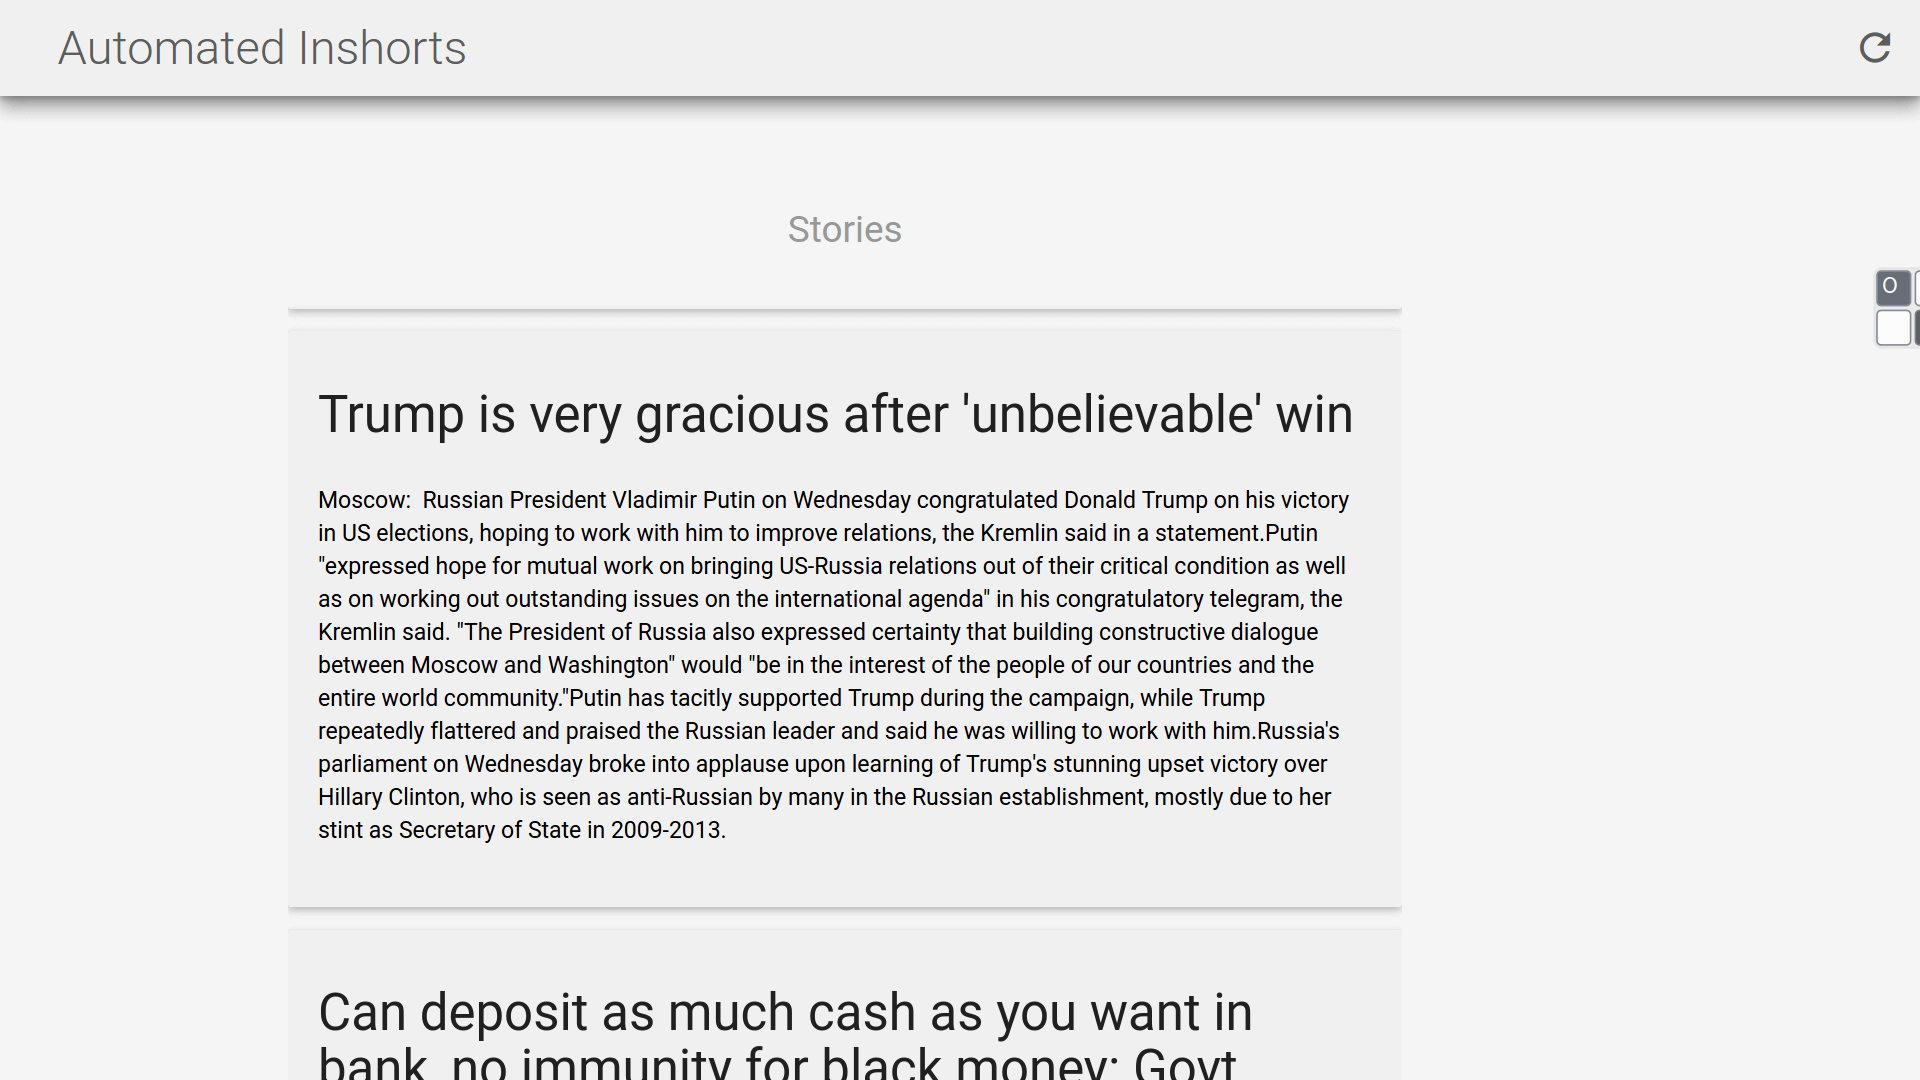 Automated Inshorts
Stories
O
Trump is very gracious after 'unbelievable' win
Moscow:  Russian President Vladimir Putin on Wednesday congratulated Donald Trump on his victory
in US elections, hoping to work with him to improve relations, the Kremlin said in a statement.Putin
"expressed hope for mutual work on bringing US-Russia relations out of their critical condition as well
as on working out outstanding issues on the international agenda" in his congratulatory telegram, the
Kremlin said. "The President of Russia also expressed certainty that building constructive dialogue
between Moscow and Washington" would "be in the interest of the people of our countries and the
entire world community."Putin has tacitly supported Trump during the campaign, while Trump
repeatedly flattered and praised the Russian leader and said he was willing to work with him.Russia's
parliament on Wednesday broke into applause upon learning of Trump's stunning upset victory over
Hillary Clinton, who is seen as anti-Russian by many in the Russian establishment, mostly due to her
stint as Secretary of State in 2009-2013.
Can deposit as much cash as you want in
bank, no immunity for black money: Govt